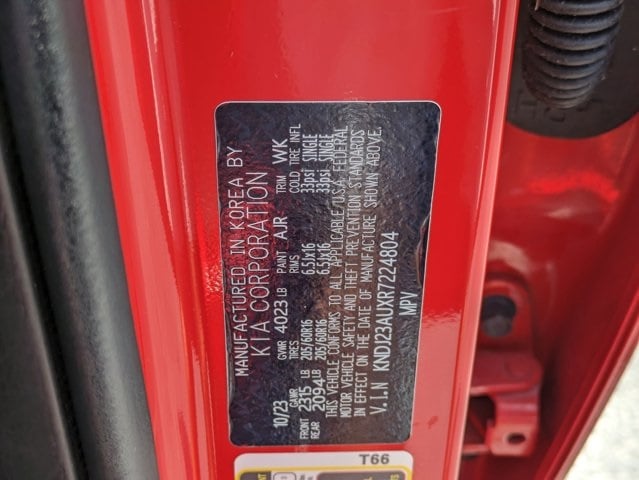 MANUFACTURED IN KOREA BY
KIA CORPORATION
10/23 GVWR 4023 LB PAINT AJR TRIM WK
GAWR TIRES RIMS COLD TIRE INFL
FRONT 2315 LB 205/60R16 6.5JX16 33psi SINGLE
REAR 2094 LB 205/60R16 6.5JX16 33psi SINGLE
THIS VEHICLE CONFORMS TO ALL APPLICABLE U.S.A. FEDERAL
MOTOR VEHICLE SAFETY AND THEFT PREVENTION STANDARDS
IN EFFECT ON THE DATE OF MANUFACTURE SHOWN ABOVE.
V.I.N KNDJ23AUXR7224804
MPV
T66